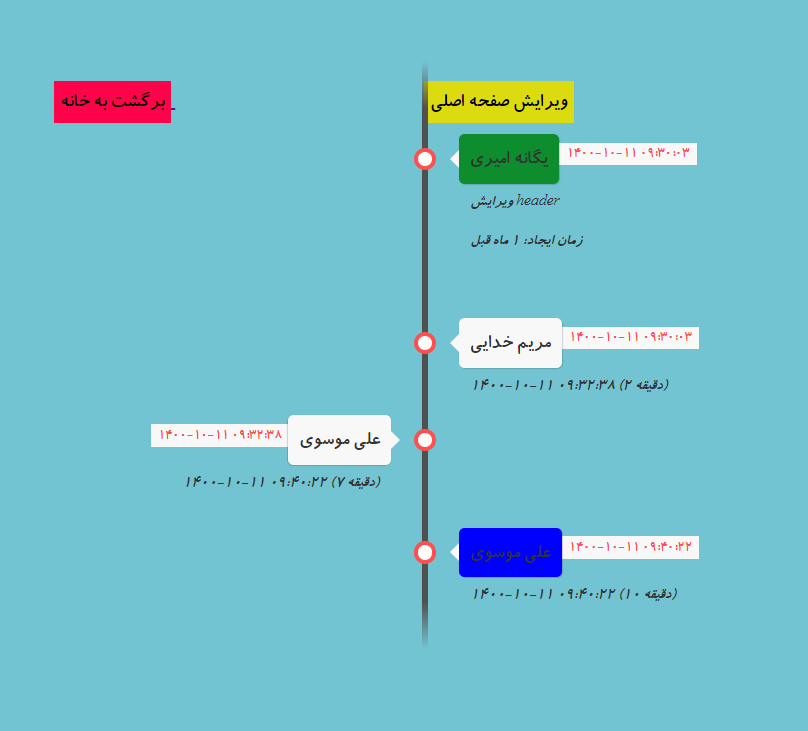 ویرایش صفحه اصلی
برگشت به خانه
یگانه امیری
۱۴۰۰-۱۰-۱۱ ۰۹:۳۰:۰۳
ویرایش header
زمان ایجاد: ۱ ماه قبل
مریم خدایی
۱۴۰۰-۱۰-۱۱ ۰۹:۳۰:۰۳
۱۴۰۰-۱۰-۱۱ ۰۹:۳۲:۳۸ (۲ دقیقه)
علی موسوی
۱۴۰۰-۱۰-۱۱ ۰۹:۳۲:۳۸
۱۴۰۰-۱۰-۱۱ ۰۹:۴۰:۲۲ (۷ دقیقه)
علی موسوی
۱۴۰۰-۱۰-۱۱ ۰۹:۴۰:۲۲
۱۴۰۰-۱۰-۱۱ ۰۹:۴۰:۲۲ (۱۰ دقیقه)